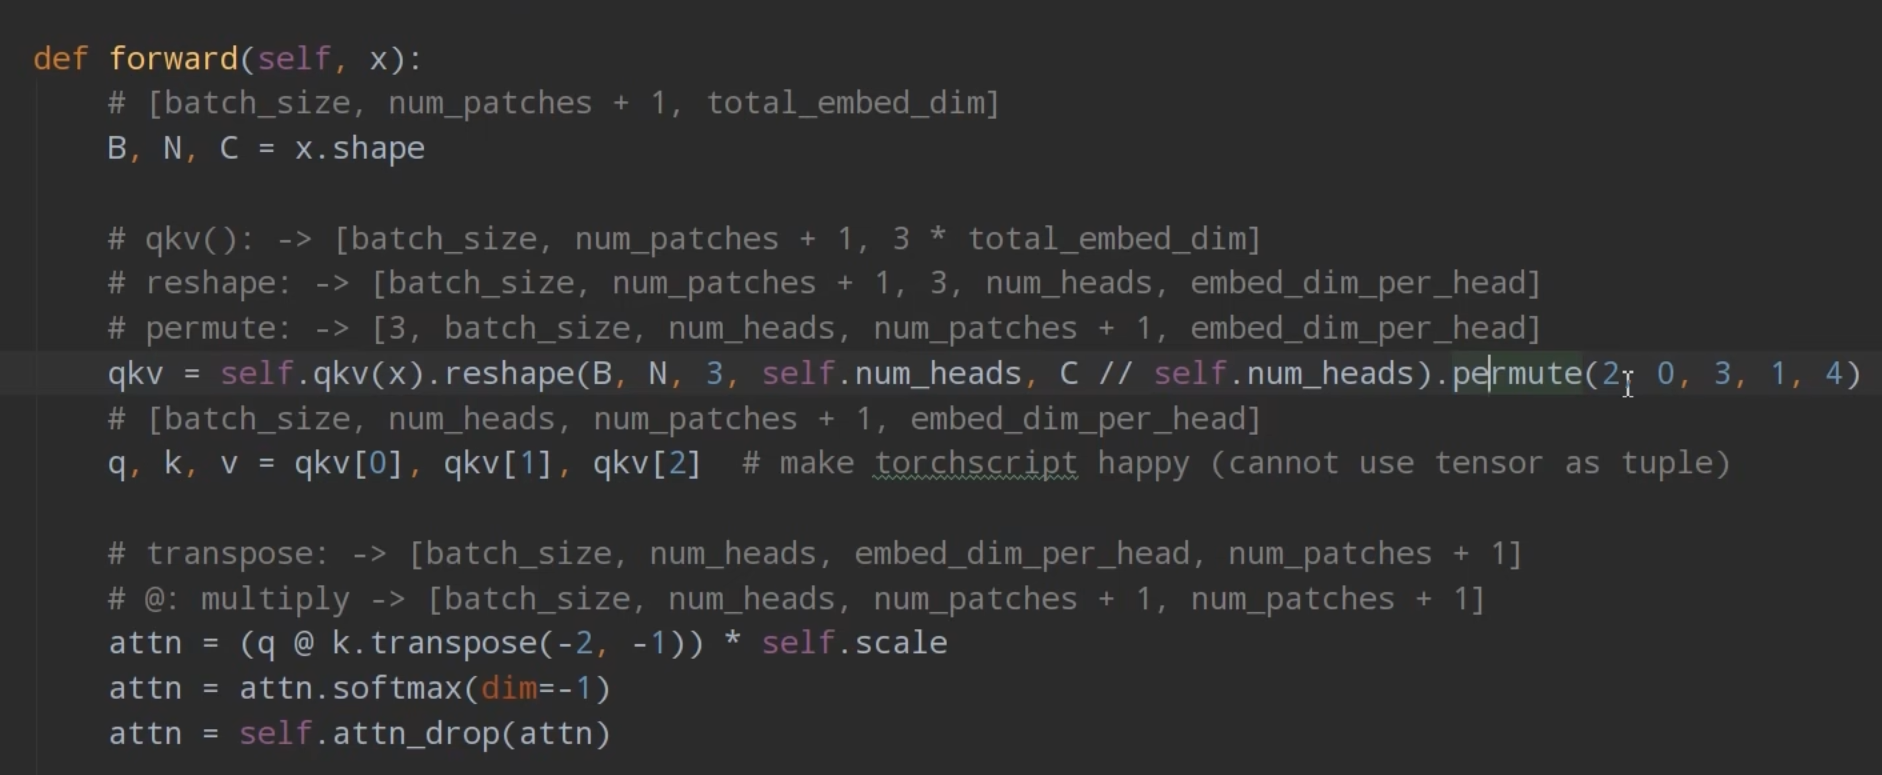 def forward(self, x):
# [batch_size, num_patches + 1, total_embed_dim]
B, N, C = x.shape
# qkv(): -> [batch_size, num_patches + 1, 3 * total_embed_dim]
# reshape: -> [batch_size, num_patches + 1, 3, num_heads, embed_dim_per_head]
# permute: -> [3, batch_size, num_heads, num_patches + 1, embed_dim_per_head]
qkv = self.qkv(x).reshape(B, N, 3, self.num_heads, C // self.num_heads).permute(2, 0, 3, 1, 4)
# [batch_size, num_heads, num_patches + 1, embed_dim_per_head]
q, k, v = qkv[0], qkv[1], qkv[2]  # make torchscript happy (cannot use tensor as tuple)
# transpose: -> [batch_size, num_heads, embed_dim_per_head, num_patches + 1]
# @: multiply -> [batch_size, num_heads, num_patches + 1, num_patches + 1]
attn = (q @ k.transpose(-2, -1)) * self.scale
attn = attn.softmax(dim=-1)
attn = self.attn_drop(attn)